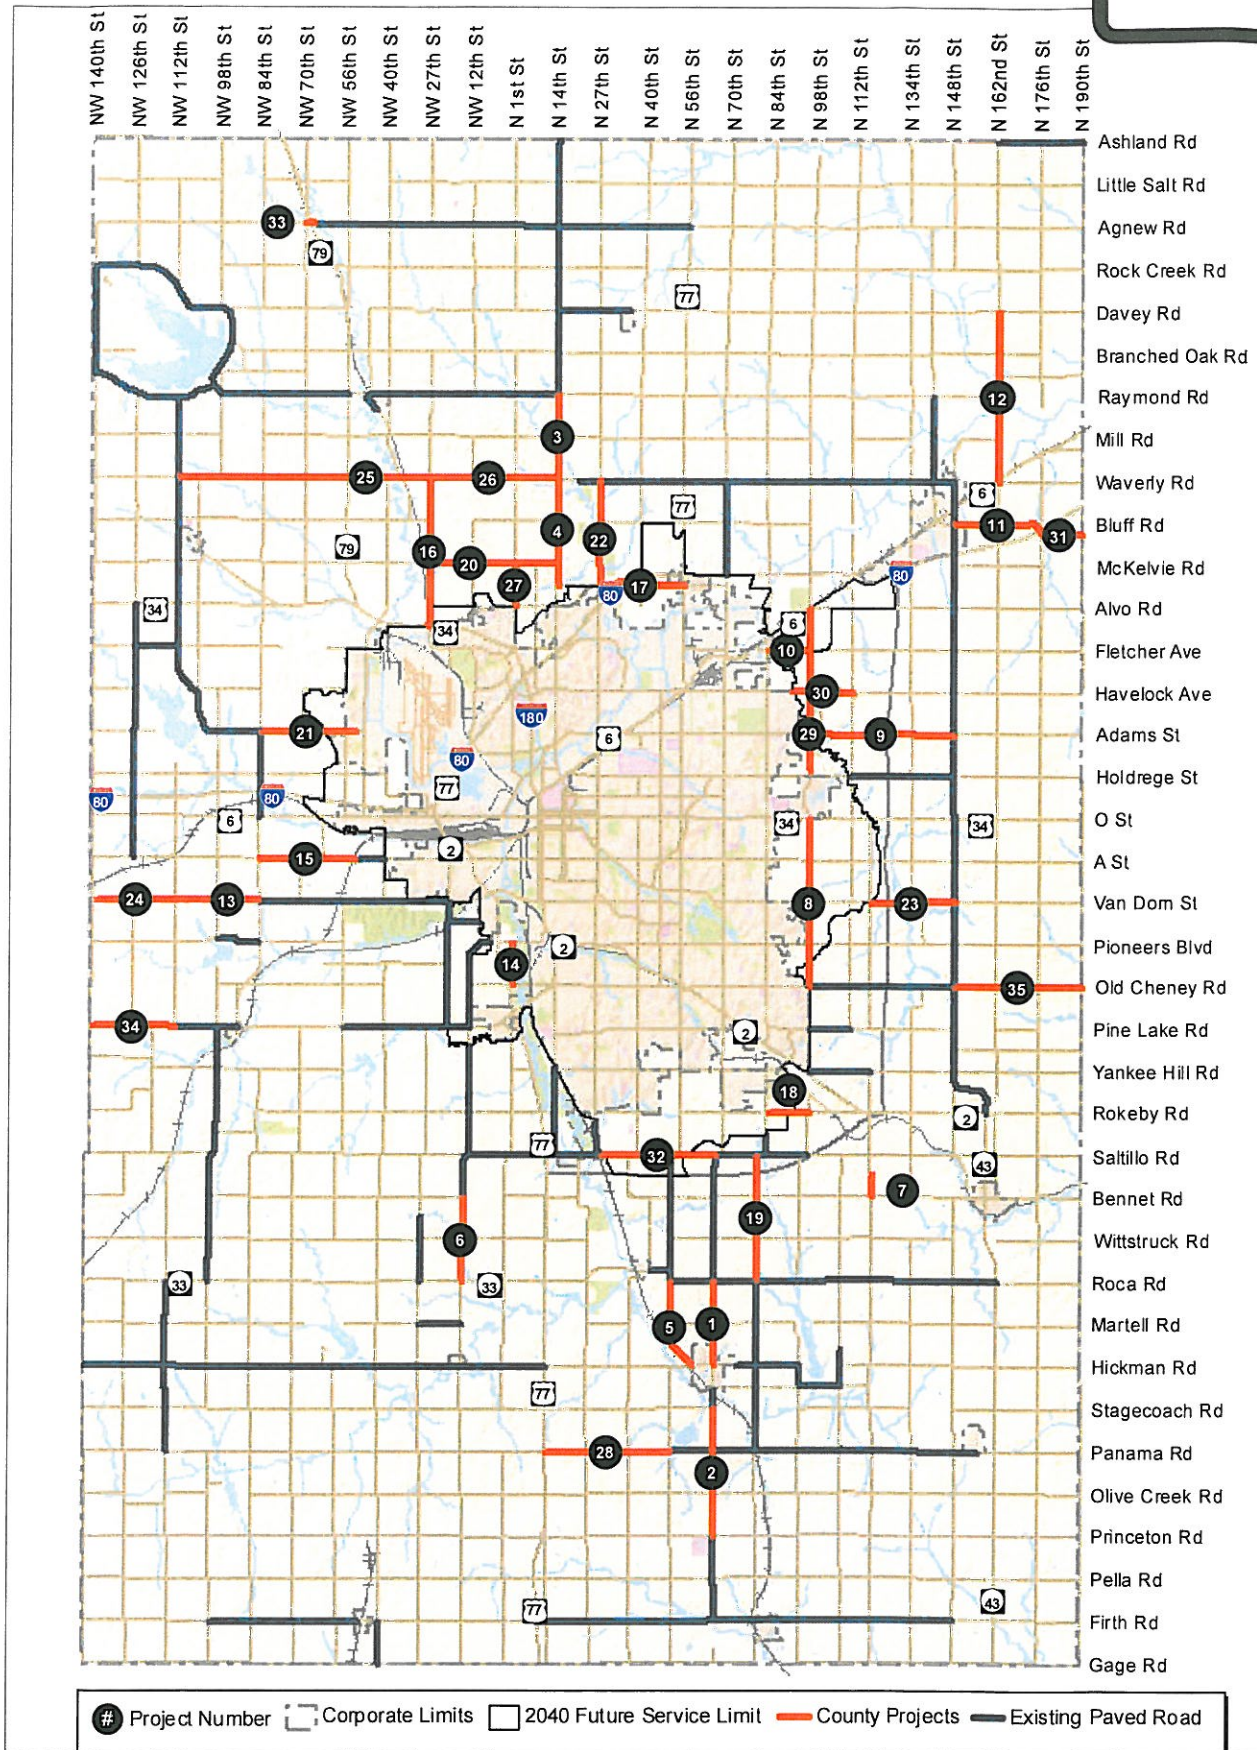 NW 140th St
NW 126th St
NW 112th St
NW 98th St
NW 84th St
NW 70th St
NW 56th St
NW 40th St
NW 27th St
NW 12th St
N 1st St
N 14th St
N 27th St
N 40th St
N 56th St
N 70th St
N 84th St
N 98th St
N 112th St
N 134th St
N 148th St
N 162nd St
N 176th St
N 190th St
Ashland Rd
Little Salt Rd
33
Agnew Rd
79
Rock Creek Rd
77
Davey Rd
Branched Oak Rd
12
Raymond Rd
3
Mill Rd
25
26
Waverly Rd
6
77
4
11
Bluff Rd
31
22
79
16
20
McKelvie Rd
80
27
80
17
34
Alvo Rd
6
34
10
Fletcher Ave
30
Havelock Ave
180
21
6
29
9
Adams St
80
77
Holdrege St
80
80
6
34
34
O St
2
15
A St
24
13
8
23
Van Dorn St
2
Pioneers Blvd
14
35
Old Cheney Rd
34
2
Pine Lake Rd
Yankee Hill Rd
18
2
Rokeby Rd
77
32
Saltillo Rd
43
7
Bennet Rd
19
6
Wittstruck Rd
33
33
Roca Rd
5
1
Martell Rd
Hickman Rd
77
Stagecoach Rd
28
Panama Rd
2
Olive Creek Rd
Princeton Rd
Pella Rd
43
77
Firth Rd
Gage Rd
# Project Number Corporate Limits 2040 Future Service Limit County Projects Existing Paved Road